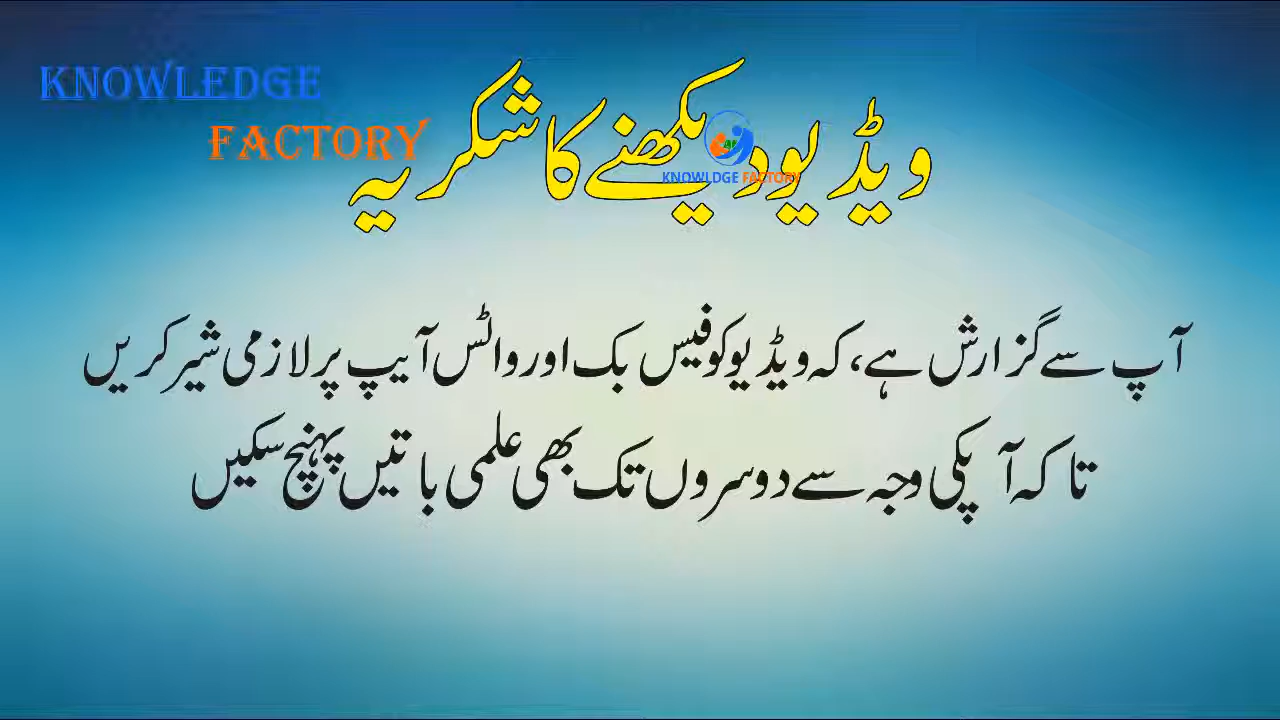 KNOWLEDGE
FACTORY
ویڈیو دیکھنے کا شکریہ
KNOWLDGE FACTORY
آپ سے گزارش ہے، کہ ویڈیو کو فیس بک اور واٹس آیپ پر لازمی شیر کریں
تاکہ آپکی وجہ سے دوسروں تک بھی علمی باتیں پہنچ سکیں